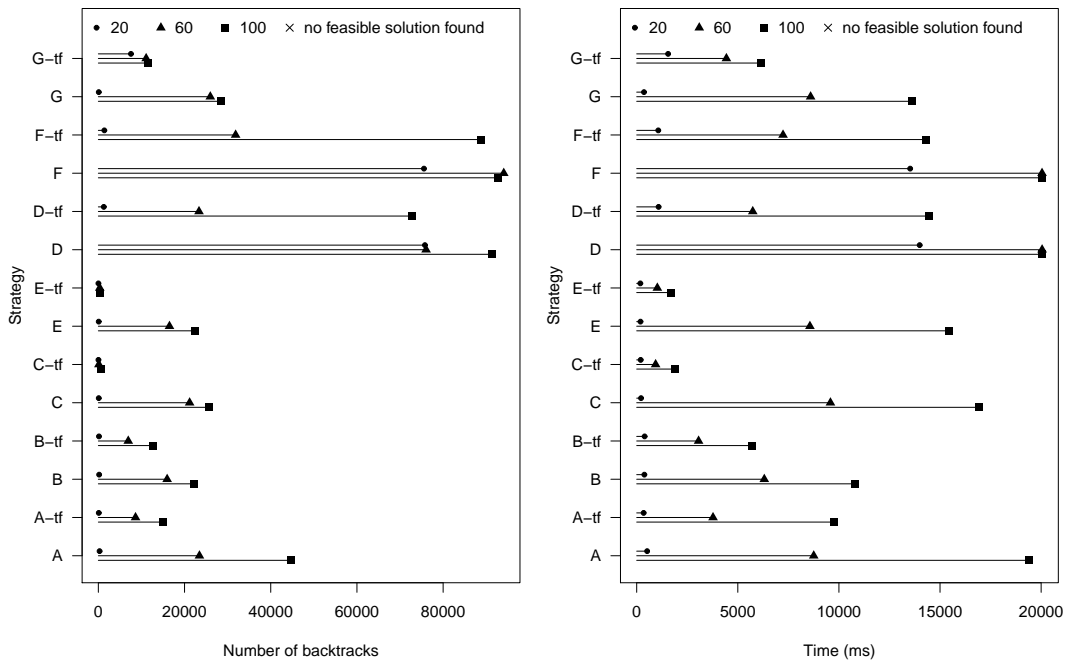 20 60 100 no feasible solution found
G−tf
G
F−tf
F
D−tf
D
E−tf
E
C−tf
C
B−tf
B
A−tf
A
Strategy
0 20000 40000 60000 80000
Number of backtracks
20 60 100 no feasible solution found
G−tf
G
F−tf
F
D−tf
D
E−tf
E
C−tf
C
B−tf
B
A−tf
A
Strategy
0 5000 10000 15000 20000
Time (ms)